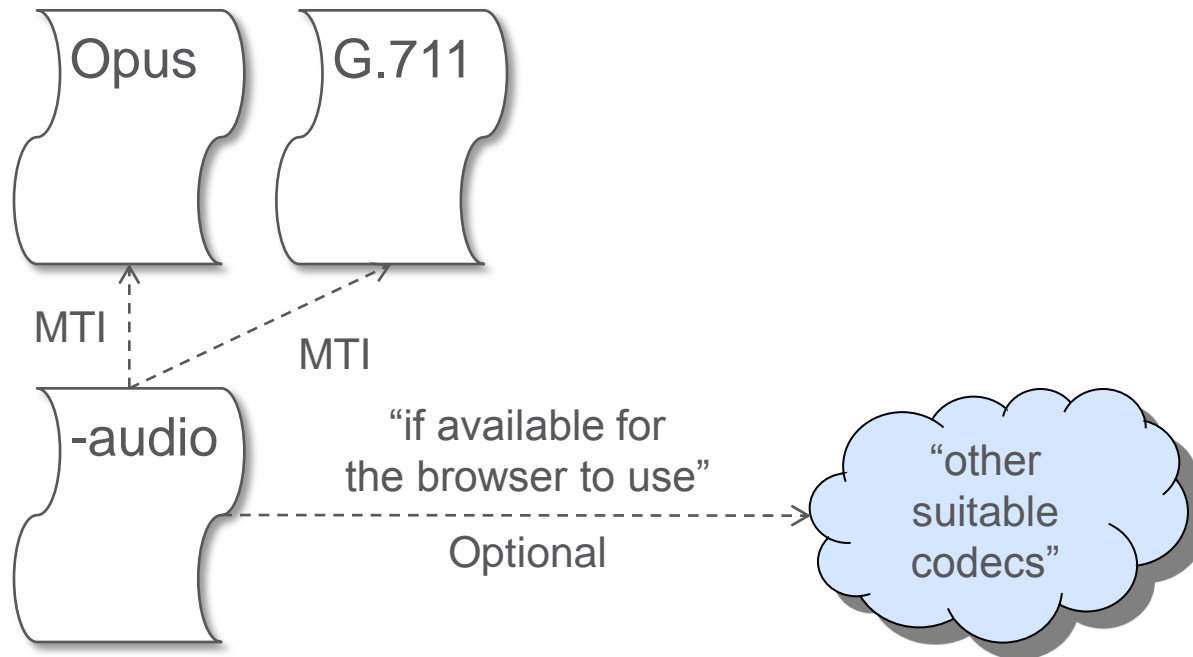 Opus
G.711
MTI
MTI
-audio
“if available for
the browser to use”
Optional
“other
suitable
codecs”